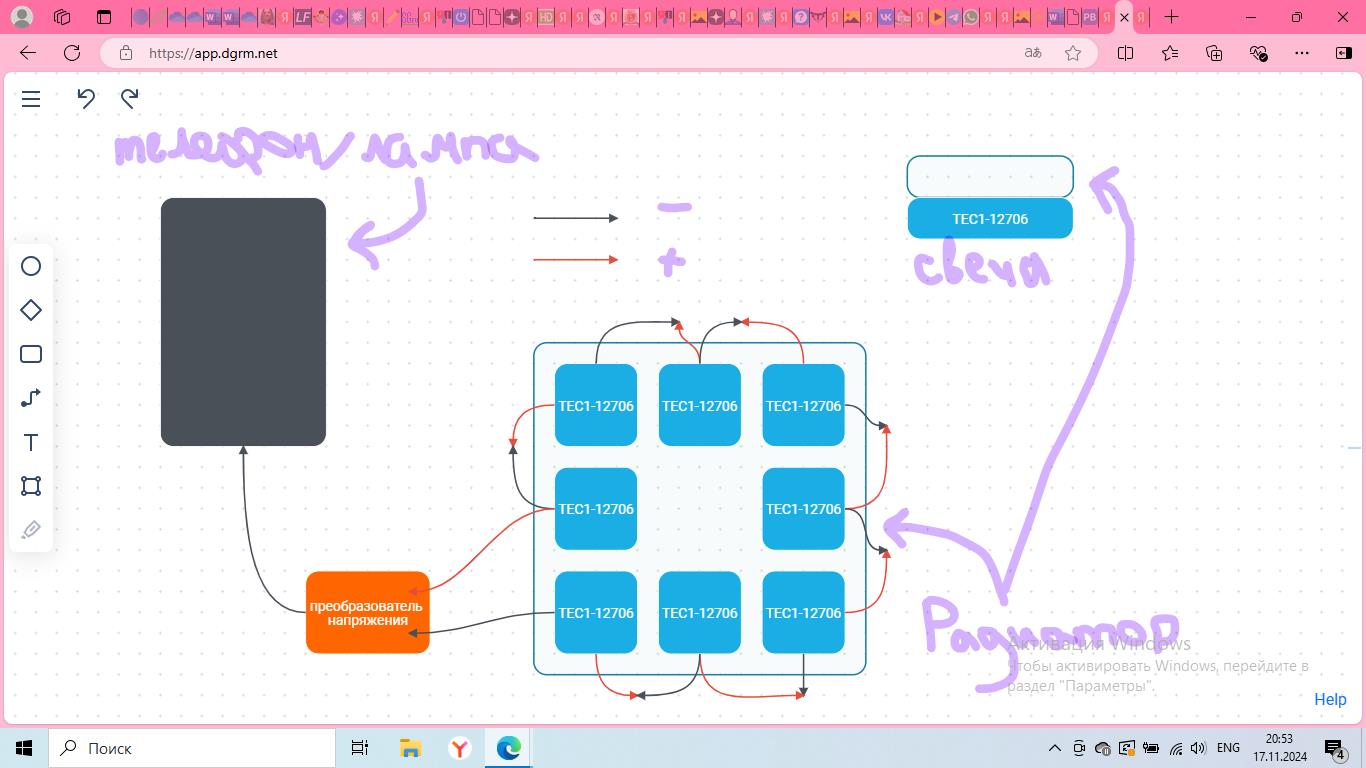 https://app.dgrm.net
телефон/лампа
−
+
TEC1-12706
свеча
TEC1-12706 TEC1-12706 TEC1-12706
TEC1-12706 TEC1-12706
преобразователь
напряжения
TEC1-12706 TEC1-12706 TEC1-12706
Радиатор
Активация Windows
Чтобы активировать Windows, перейдите в
раздел "Параметры".
Help
Поиск
ENG
20:53
17.11.2024
4